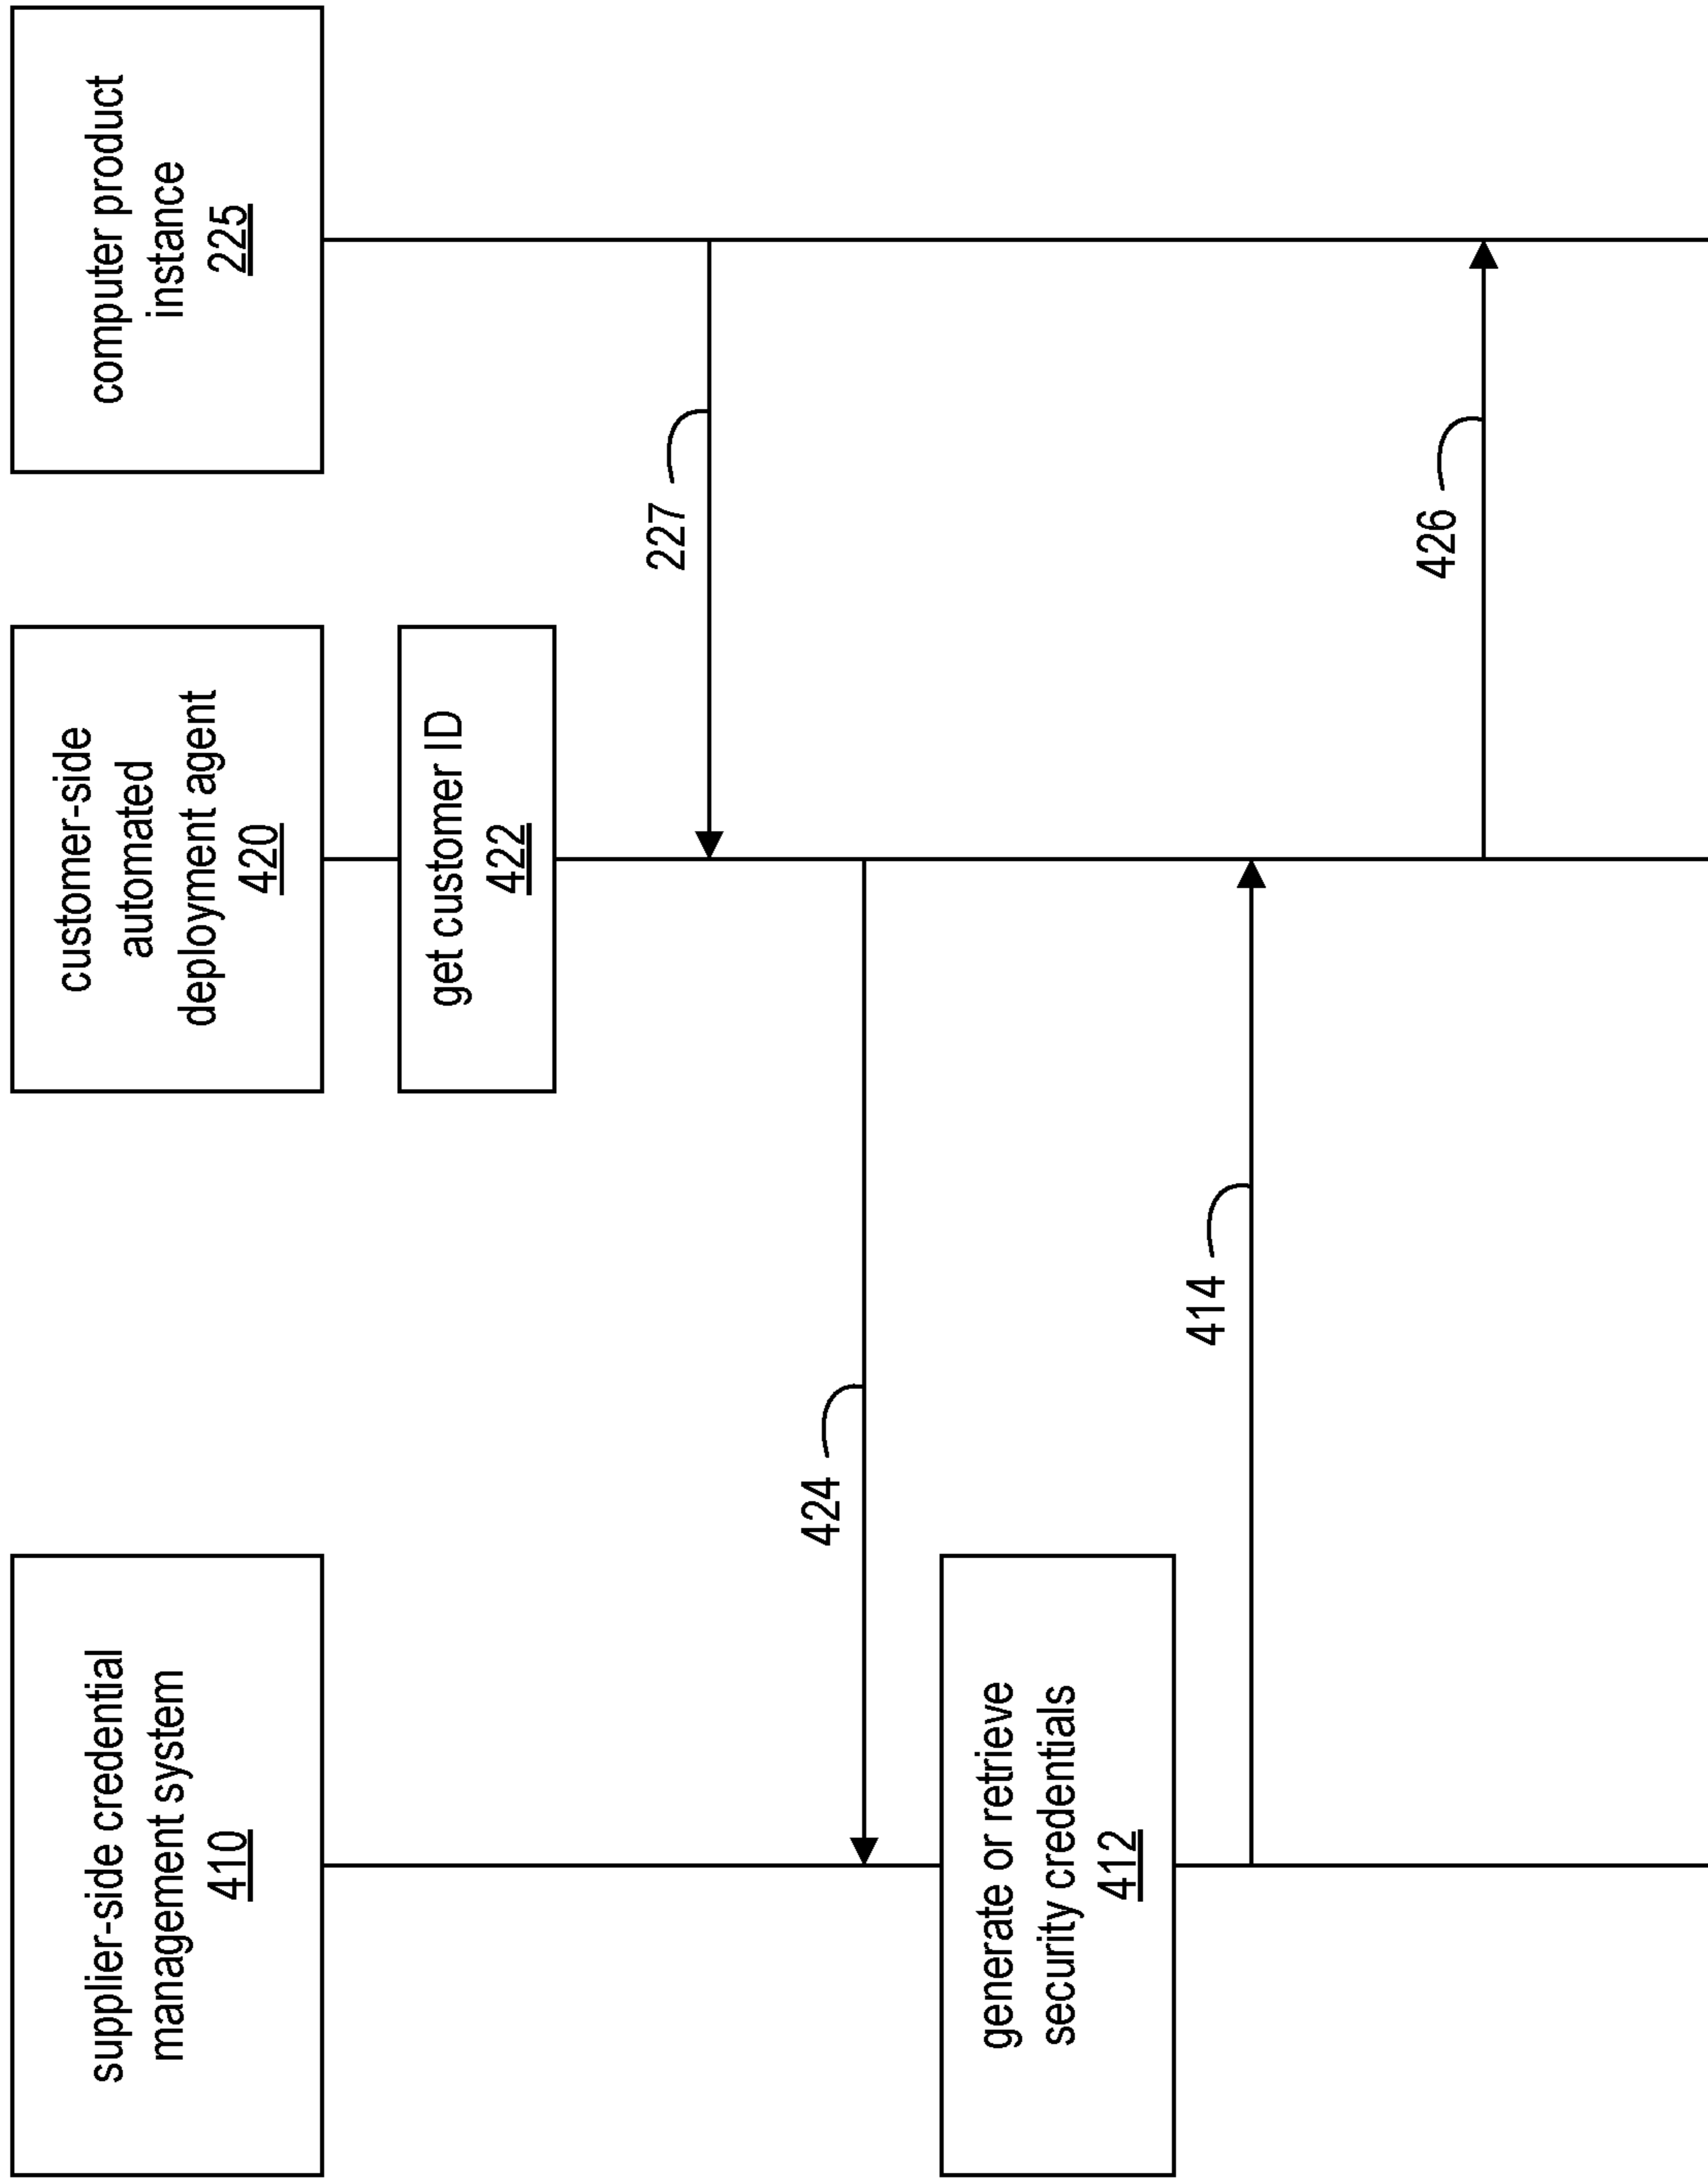 supplier-side credential
management system
410
customer-side
automated
deployment agent
420
computer product
instance
225
get customer ID
422
227
424
generate or retrieve
security credentials
412
414
426